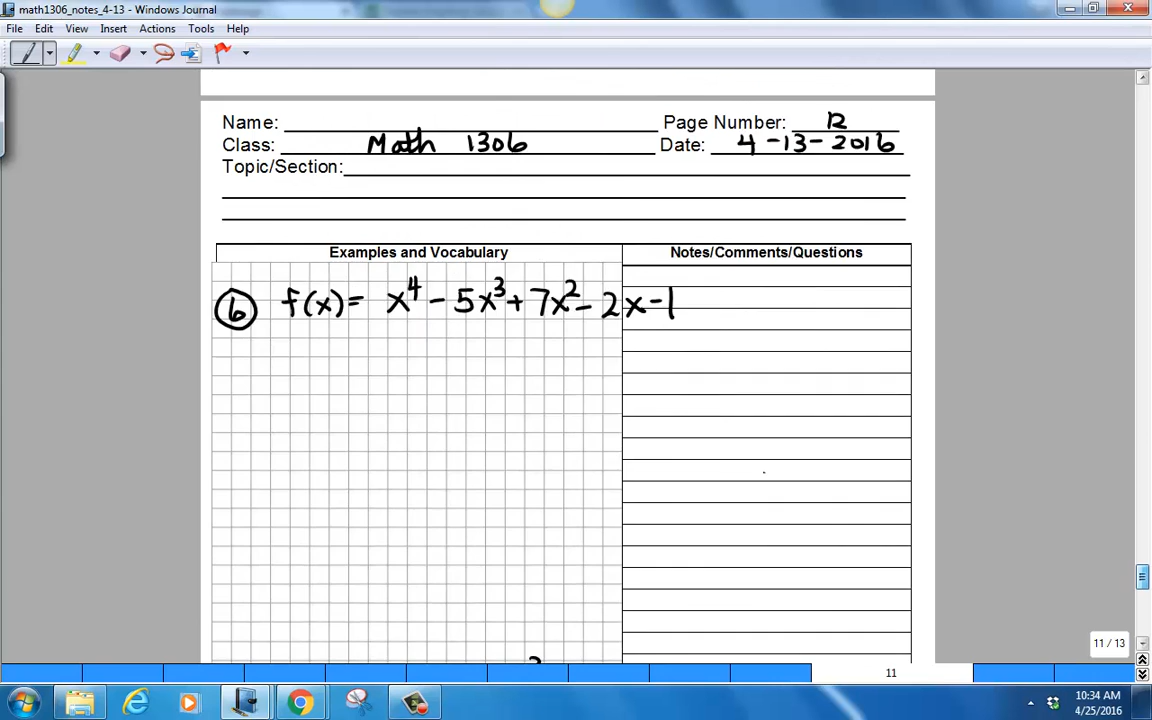 math1306_notes_4-13 - Windows Journal
File Edit View Insert Actions Tools Help
Name: Page Number: 12
Class: Math 1306 Date: 4-13-2016
Topic/Section:
Examples and Vocabulary Notes/Comments/Questions
6 f(x)= x⁴ - 5x³ + 7x² - 2x - 1
11 / 13
11
10:34 AM
4/25/2016